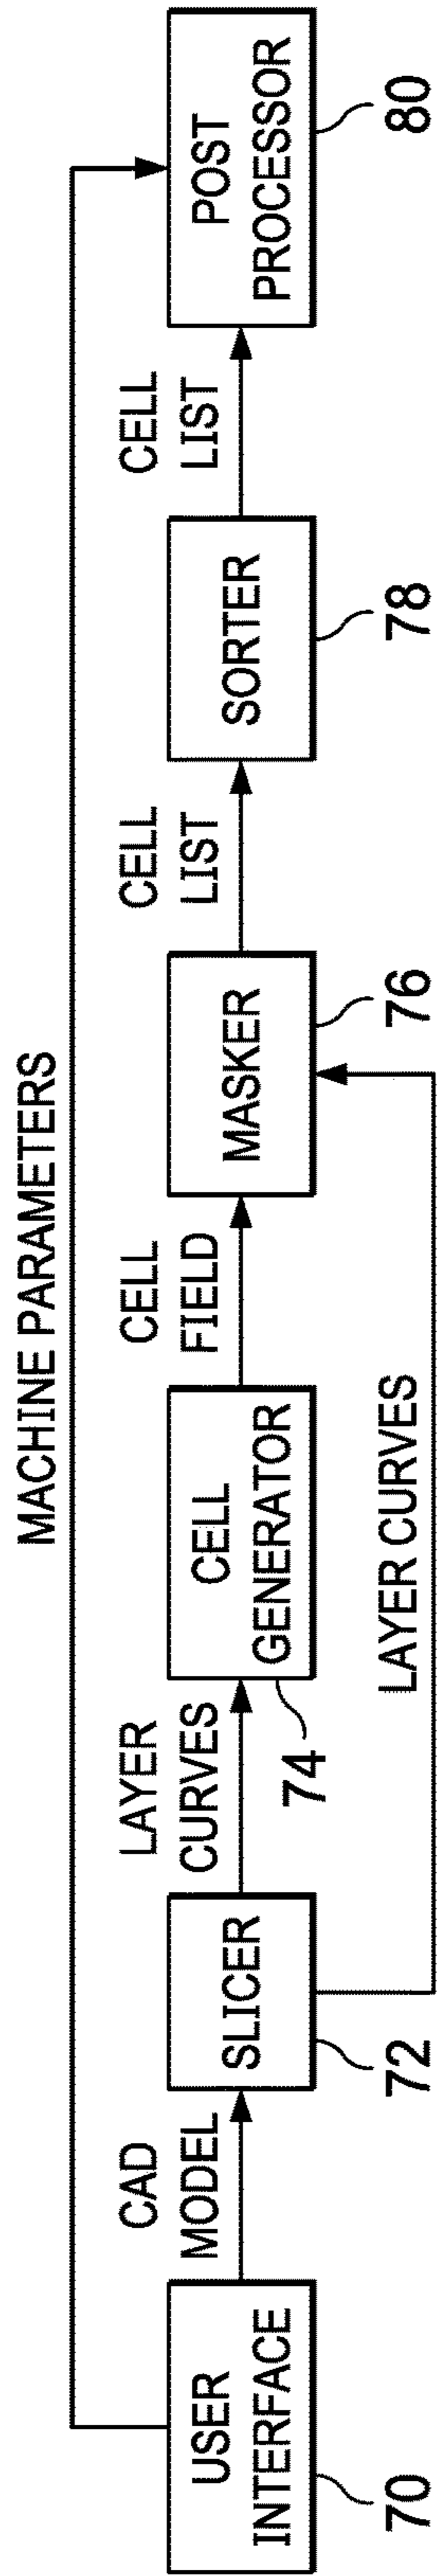 MACHINE PARAMETERS
USER
INTERFACE
70
CAD
MODEL
SLICER
72
LAYER
CURVES
CELL
GENERATOR
74
CELL
FIELD
MASKER
76
LAYER CURVES
CELL
LIST
SORTER
78
CELL
LIST
POST
PROCESSOR
80